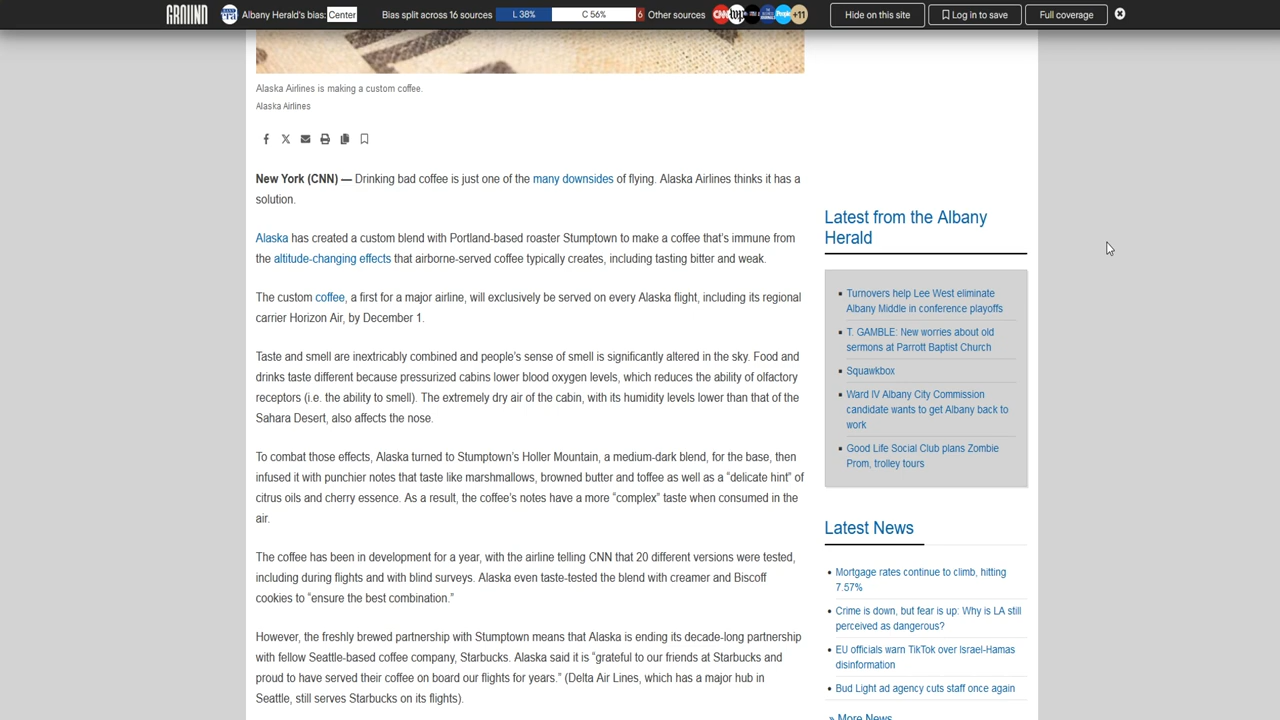 GROUND Albany Herald's bias: Center Bias split across 16 sources L 38% C 56% 6 Other sources CNN +11 Hide on this site Log in to save Full coverage
Alaska Airlines is making a custom coffee.
Alaska Airlines
New York (CNN) — Drinking bad coffee is just one of the many downsides of flying. Alaska Airlines thinks it has a
solution.
Alaska has created a custom blend with Portland-based roaster Stumptown to make a coffee that's immune from
the altitude-changing effects that airborne-served coffee typically creates, including tasting bitter and weak.
The custom coffee, a first for a major airline, will exclusively be served on every Alaska flight, including its regional
carrier Horizon Air, by December 1.
Taste and smell are inextricably combined and people's sense of smell is significantly altered in the sky. Food and
drinks taste different because pressurized cabins lower blood oxygen levels, which reduces the ability of olfactory
receptors (i.e. the ability to smell). The extremely dry air of the cabin, with its humidity levels lower than that of the
Sahara Desert, also affects the nose.
To combat those effects, Alaska turned to Stumptown's Holler Mountain, a medium-dark blend, for the base, then
infused it with punchier notes that taste like marshmallows, browned butter and toffee as well as a “delicate hint” of
citrus oils and cherry essence. As a result, the coffee's notes have a more “complex” taste when consumed in the
air.
The coffee has been in development for a year, with the airline telling CNN that 20 different versions were tested,
including during flights and with blind surveys. Alaska even taste-tested the blend with creamer and Biscoff
cookies to “ensure the best combination.”
However, the freshly brewed partnership with Stumptown means that Alaska is ending its decade-long partnership
with fellow Seattle-based coffee company, Starbucks. Alaska said it is “grateful to our friends at Starbucks and
proud to have served their coffee on board our flights for years.” (Delta Air Lines, which has a major hub in
Seattle, still serves Starbucks on its flights).
Latest from the Albany
Herald
Turnovers help Lee West eliminate
Albany Middle in conference playoffs
T. GAMBLE: New worries about old
sermons at Parrott Baptist Church
Squawkbox
Ward IV Albany City Commission
candidate wants to get Albany back to
work
Good Life Social Club plans Zombie
Prom, trolley tours
Latest News
Mortgage rates continue to climb, hitting
7.57%
Crime is down, but fear is up: Why is LA still
perceived as dangerous?
EU officials warn TikTok over Israel-Hamas
disinformation
Bud Light ad agency cuts staff once again
» More News